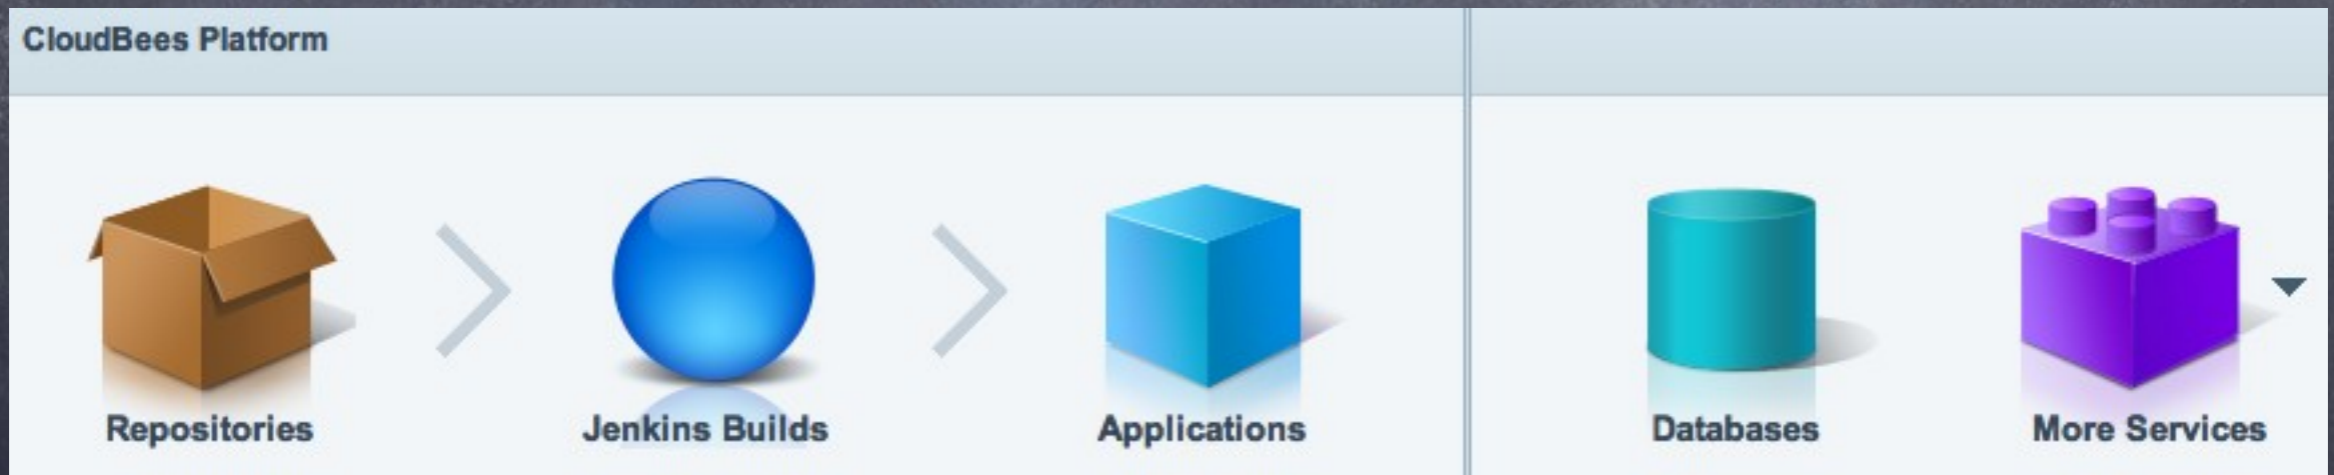 CloudBees Platform
Repositories
Jenkins Builds
Applications
Databases
More Services